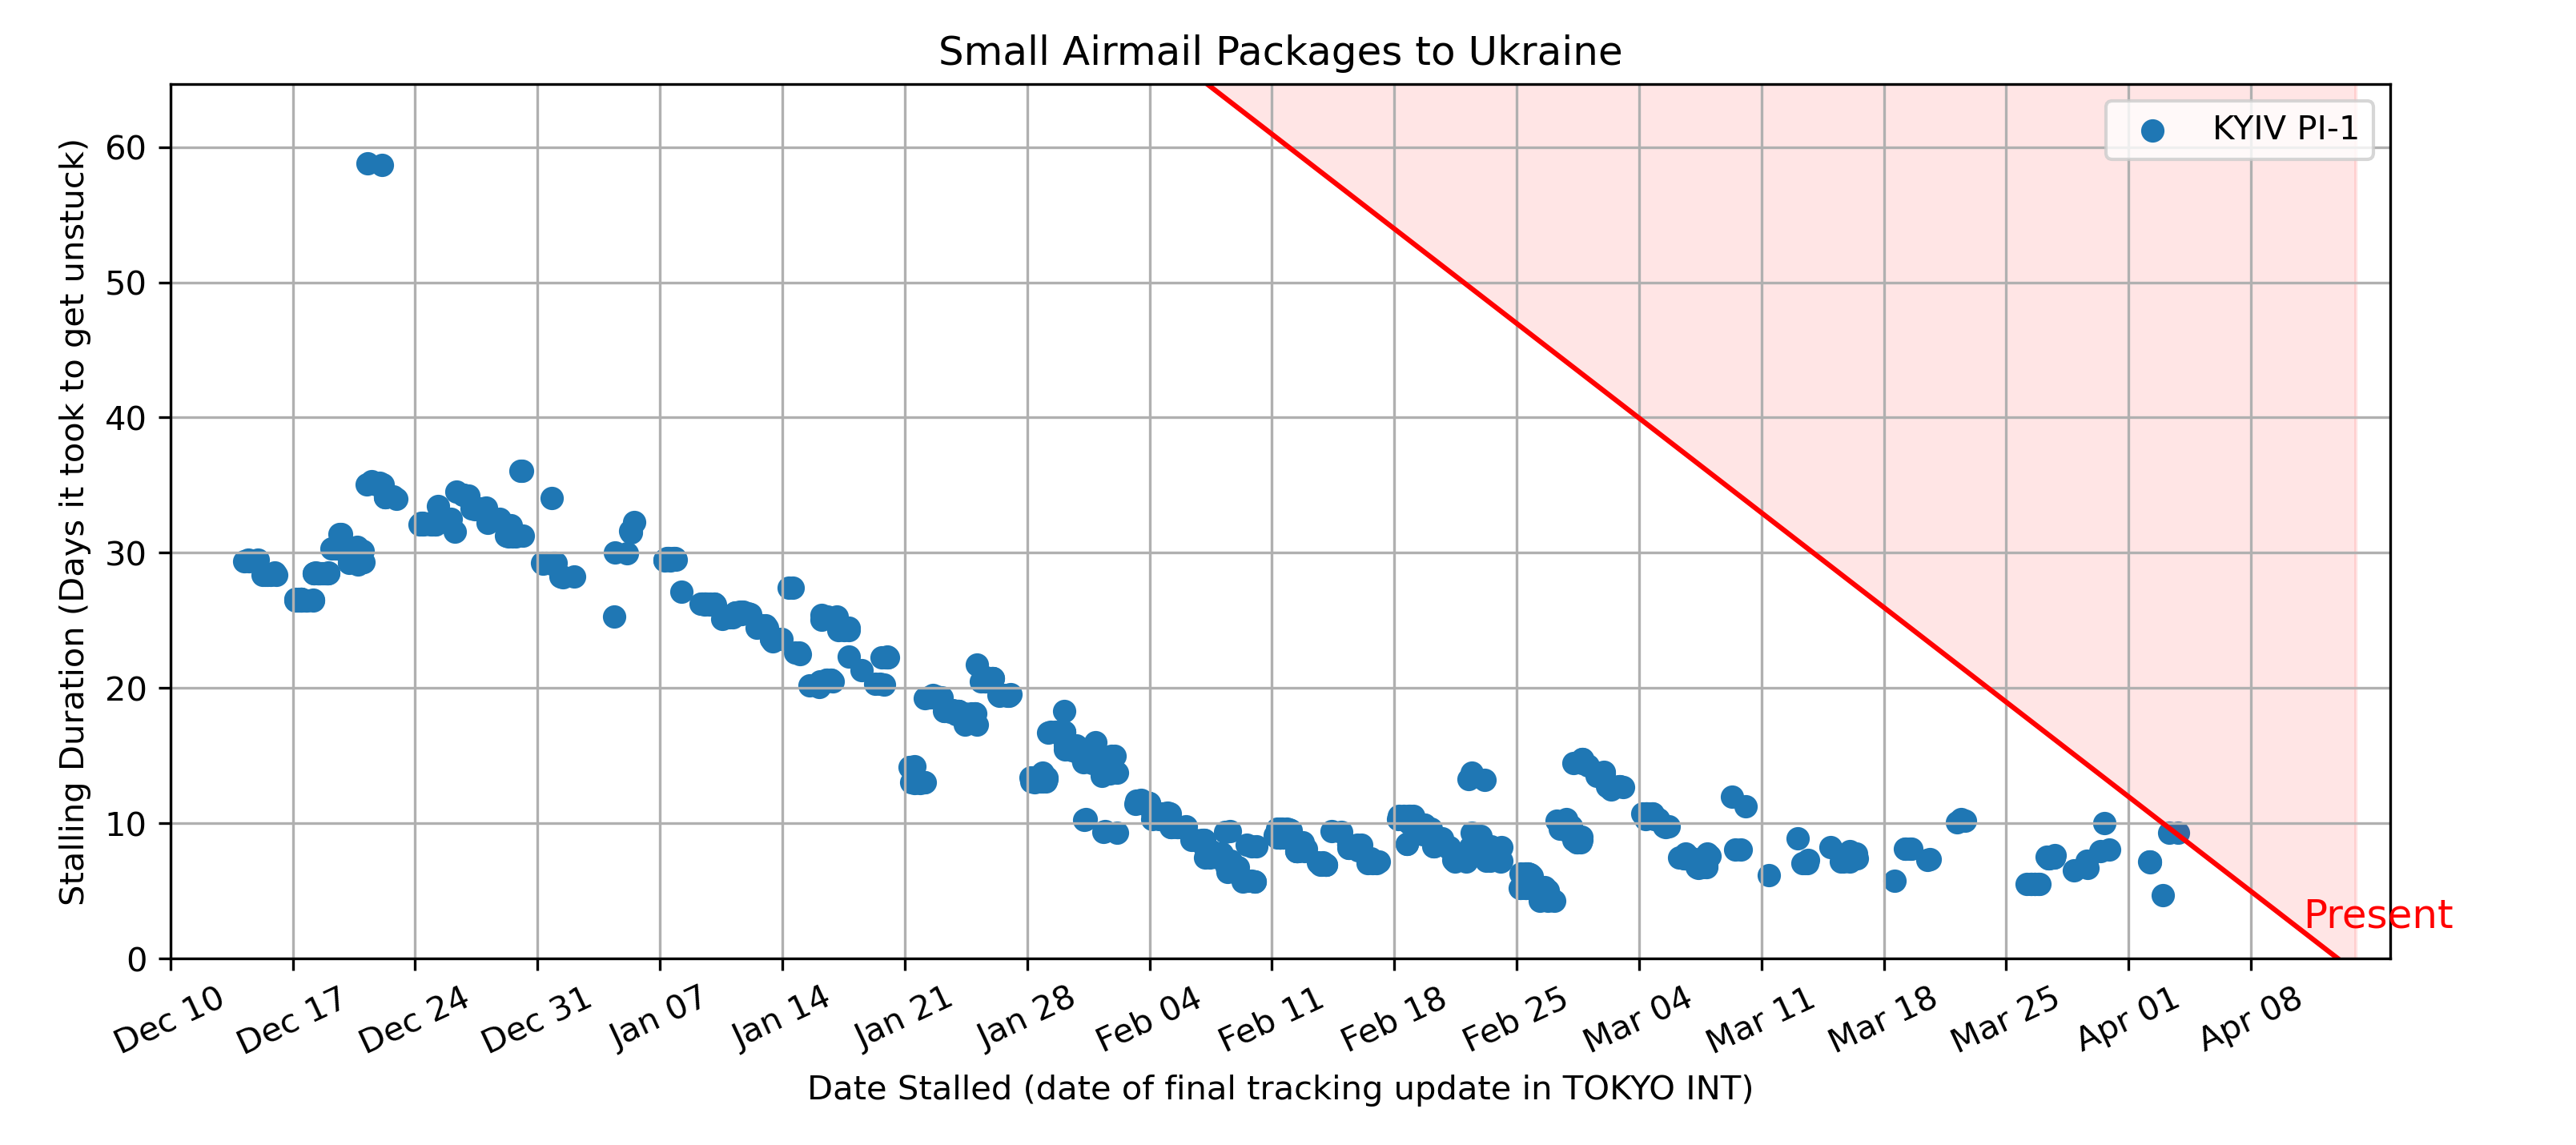 Small Airmail Packages to Ukraine
KYIV PI-1
Stalling Duration (Days it took to get unstuck)
60
50
40
30
20
10
0
Present
Dec 10
Dec 17
Dec 24
Dec 31
Jan 07
Jan 14
Jan 21
Jan 28
Feb 04
Feb 11
Feb 18
Feb 25
Mar 04
Mar 11
Mar 18
Mar 25
Apr 01
Apr 08
Date Stalled (date of final tracking update in TOKYO INT)